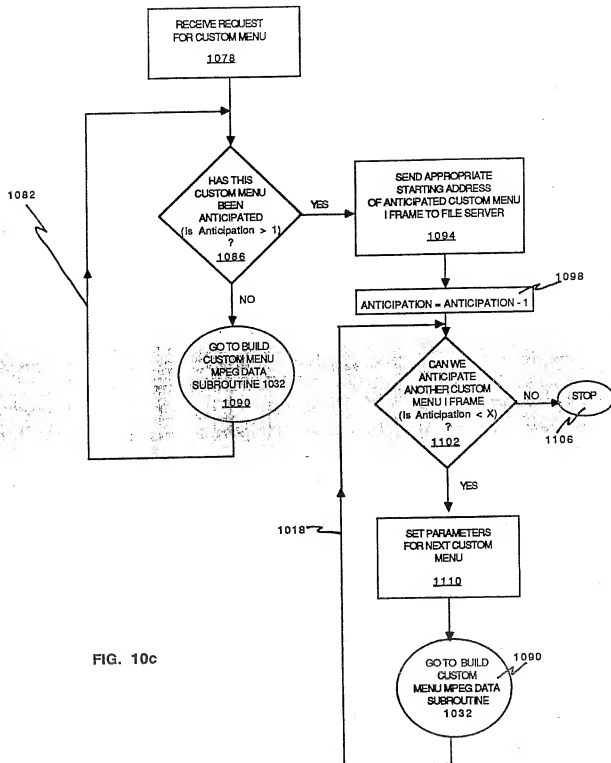 RECEIVE REQUEST
FOR CUSTOM MENU
1078
1082
HAS THIS
CUSTOM MENU
BEEN
ANTICIPATED
(Is Anticipation > 1)
?
1086
YES
SEND APPROPRIATE
STARTING ADDRESS
OF ANTICIPATED CUSTOM MENU
I FRAME TO FILE SERVER
1094
NO
GO TO BUILD
CUSTOM MENU
MPEG DATA
SUBROUTINE 1032
1090
1098
ANTICIPATION = ANTICIPATION - 1
CAN WE
ANTICIPATE
ANOTHER CUSTOM
MENU I FRAME
(Is Anticipation < X)
?
1102
NO
STOP
1106
YES
1018
SET PARAMETERS
FOR NEXT CUSTOM
MENU
1110
FIG. 10c
GO TO BUILD
CUSTOM
MENU MPEG DATA
SUBROUTINE
1032
1090